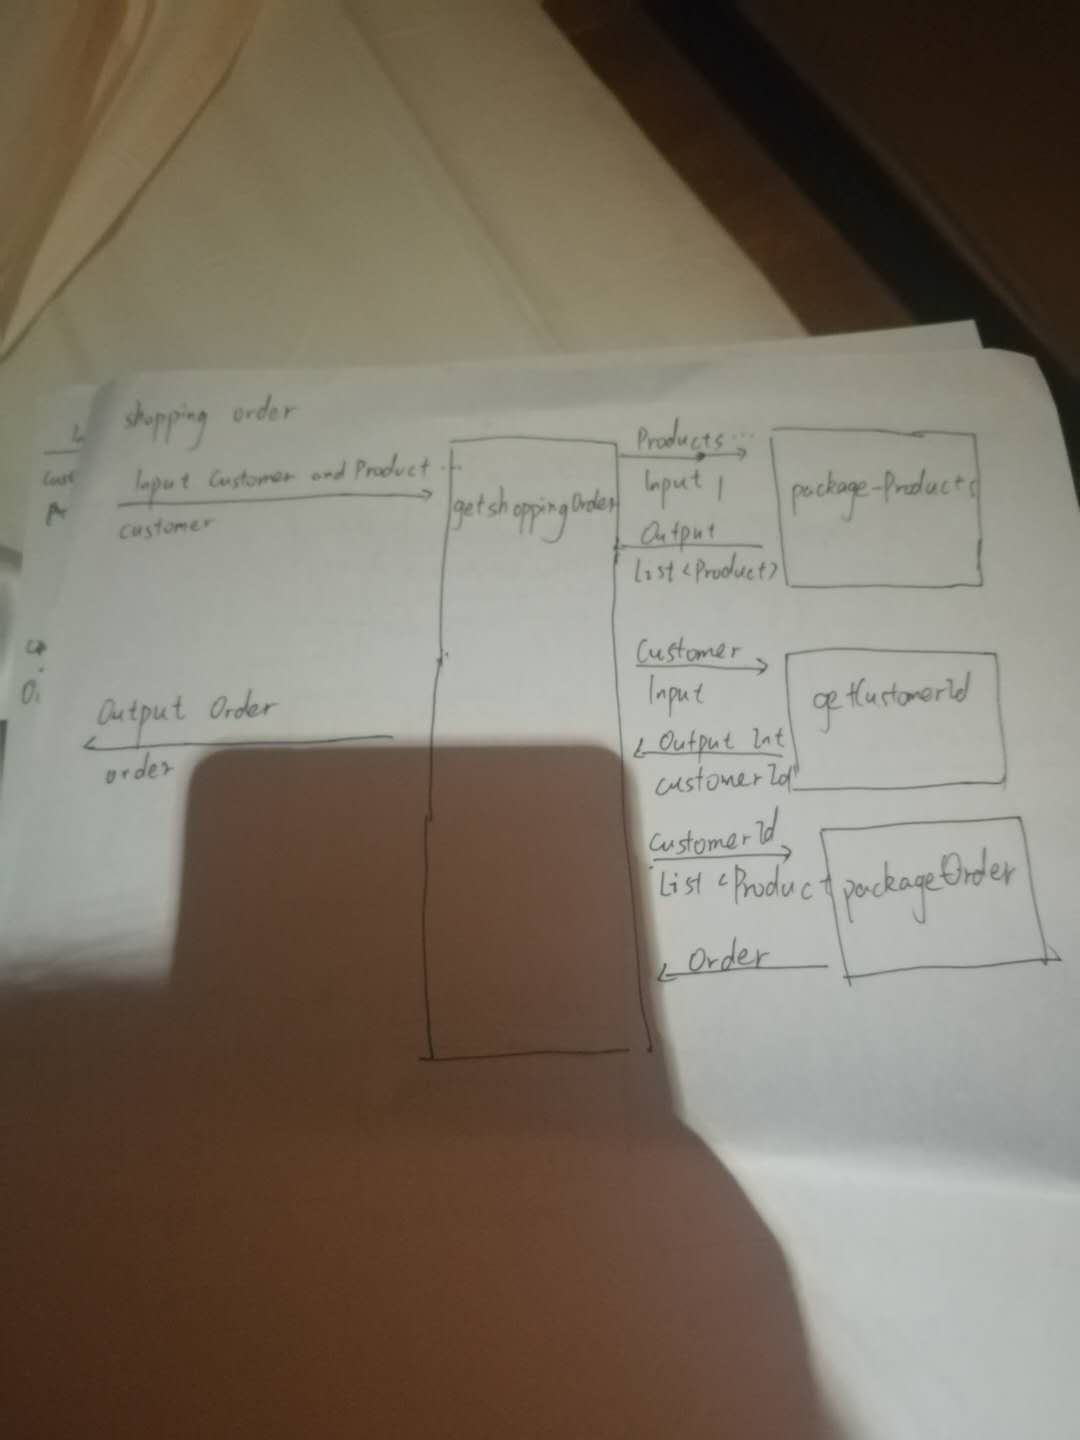 shopping order
Input Customer and Product ...
customer
getshoppingOrder
Products ...
Input
Output
List <Product>
package-Products
Customer
Input
Output Int
customerId
getCustomerId
CustomerId
List <Product
packageOrder
Order
Output Order
order